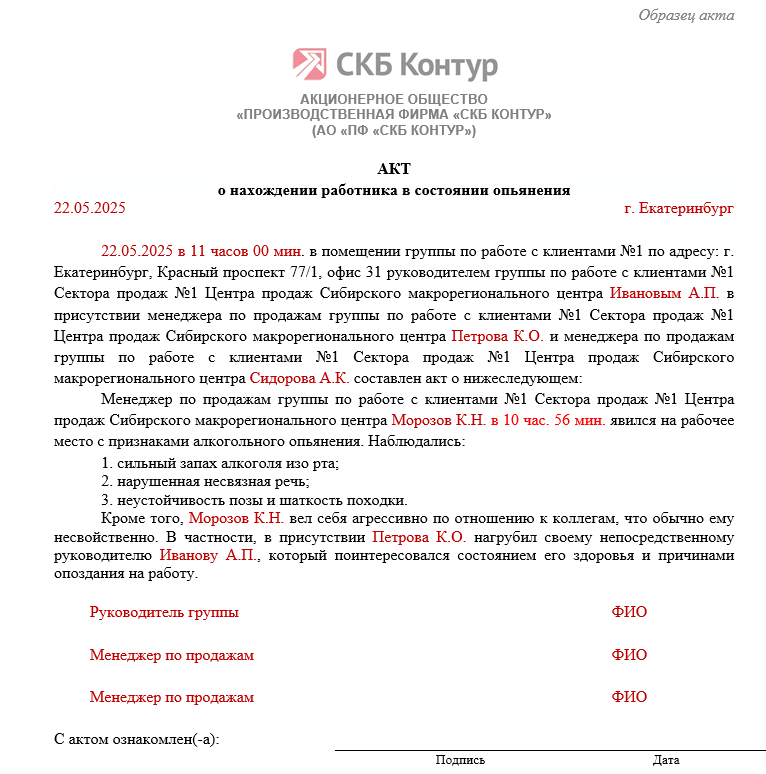 Образец акта
СКБ Контур
АКЦИОНЕРНОЕ ОБЩЕСТВО
«ПРОИЗВОДСТВЕННАЯ ФИРМА «СКБ КОНТУР»
(АО «ПФ «СКБ КОНТУР»)
АКТ
о нахождении работника в состоянии опьянения
22.05.2025 г. Екатеринбург
22.05.2025 в 11 часов 00 мин. в помещении группы по работе с клиентами №1 по адресу: г.
Екатеринбург, Красный проспект 77/1, офис 31 руководителем группы по работе с клиентами №1
Сектора продаж №1 Центра продаж Сибирского макрорегионального центра Ивановым А.П. в
присутствии менеджера по продажам группы по работе с клиентами №1 Сектора продаж №1
Центра продаж Сибирского макрорегионального центра Петрова К.О. и менеджера по продажам
группы по работе с клиентами №1 Сектора продаж №1 Центра продаж Сибирского
макрорегионального центра Сидорова А.К. составлен акт о нижеследующем:
Менеджер по продажам группы по работе с клиентами №1 Сектора продаж №1 Центра
продаж Сибирского макрорегионального центра Морозов К.Н. в 10 час. 56 мин. явился на рабочее
место с признаками алкогольного опьянения. Наблюдались:
1. сильный запах алкоголя изо рта;
2. нарушенная несвязная речь;
3. неустойчивость позы и шаткость походки.
Кроме того, Морозов К.Н. вел себя агрессивно по отношению к коллегам, что обычно ему
несвойственно. В частности, в присутствии Петрова К.О. нагрубил своему непосредственному
руководителю Иванову А.П., который поинтересовался состоянием его здоровья и причинами
опоздания на работу.
Руководитель группы ФИО
Менеджер по продажам ФИО
Менеджер по продажам ФИО
С актом ознакомлен(-а):
Подпись Дата